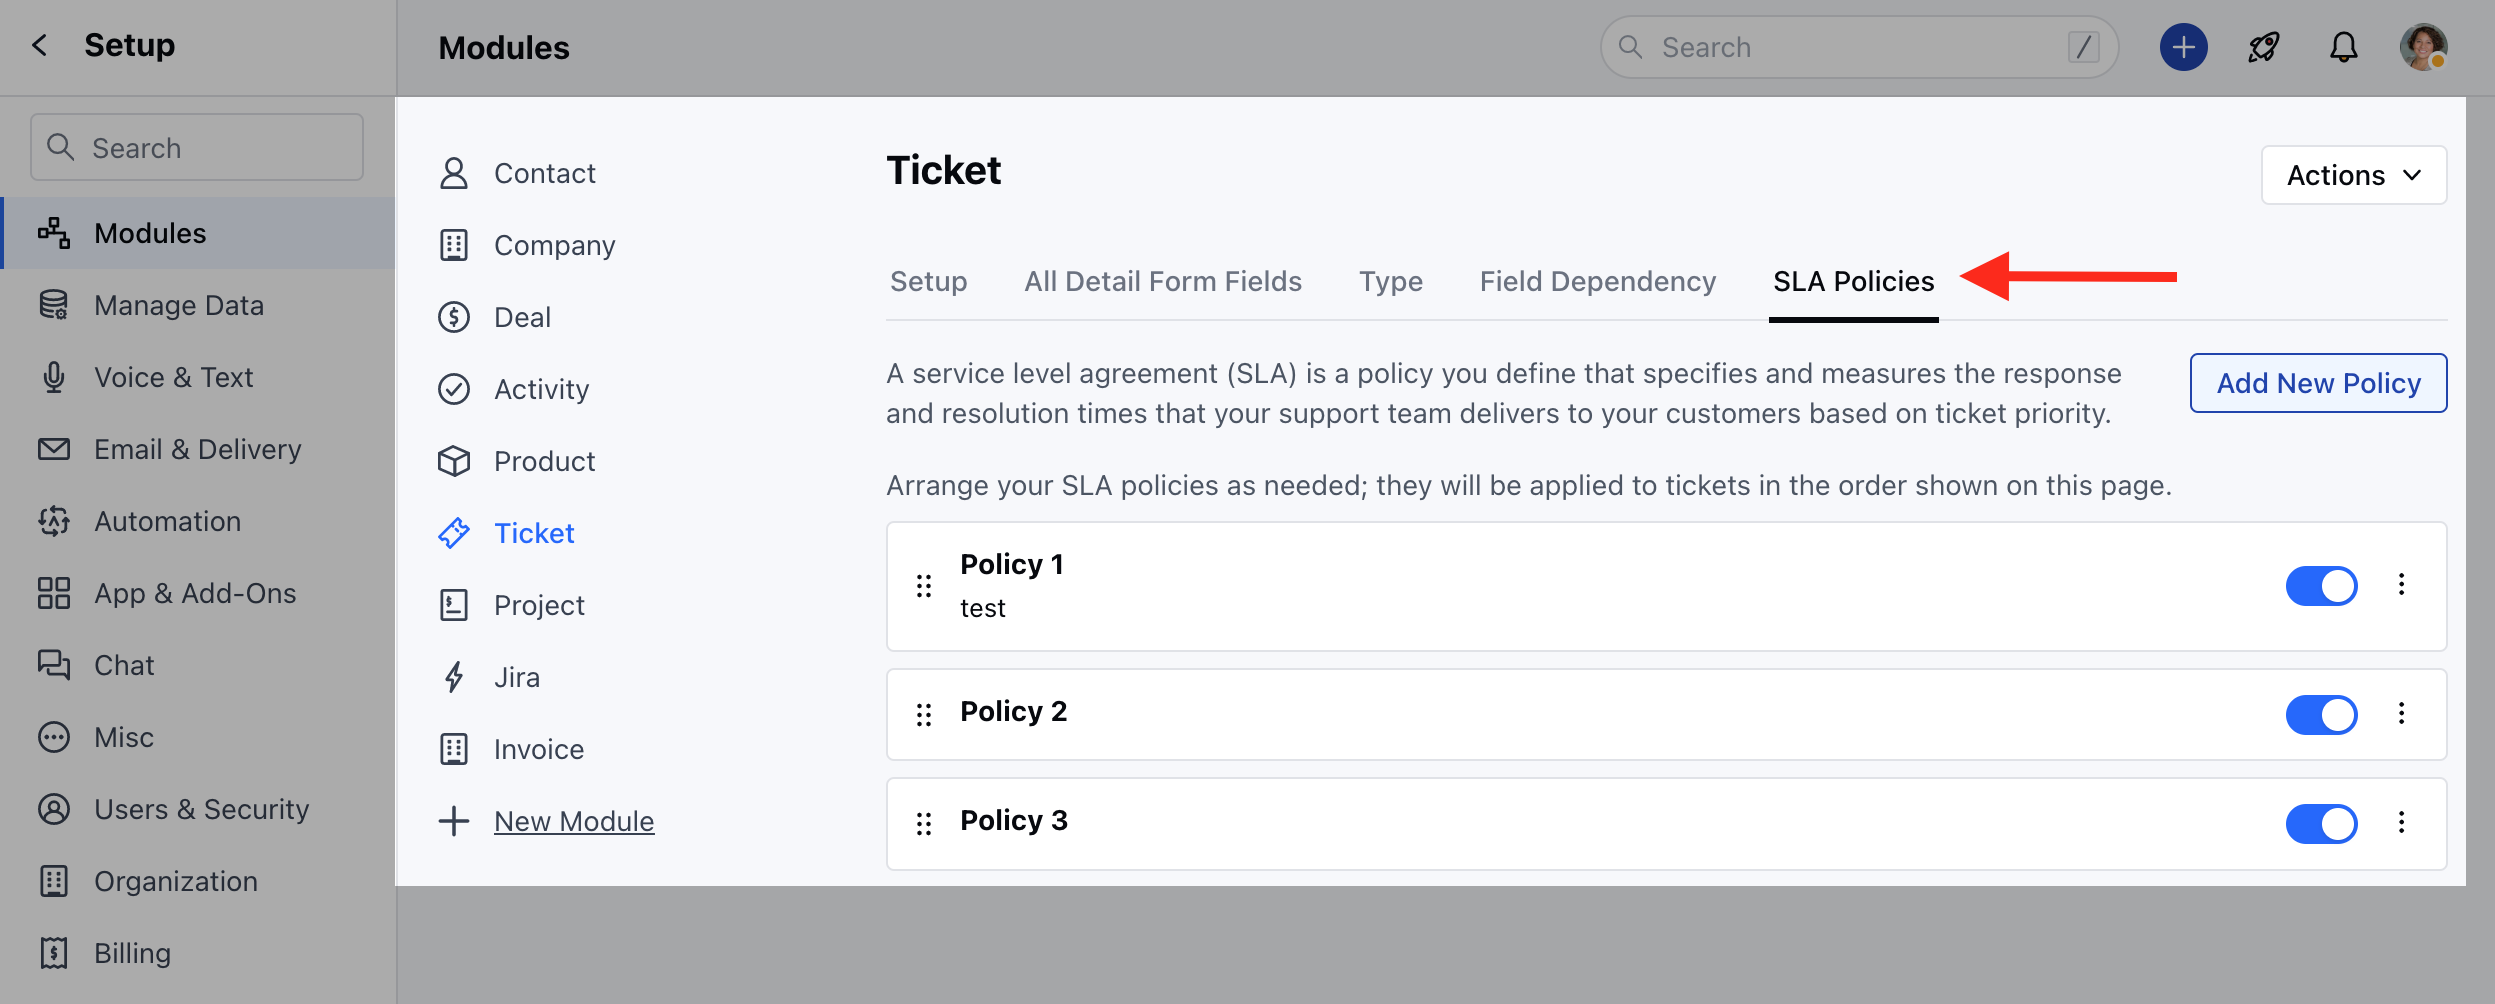 Setup
Modules
Search
/
Search
Modules
Manage Data
Voice & Text
Email & Delivery
Automation
App & Add-Ons
Chat
Misc
Users & Security
Organization
Billing
Contact
Company
Deal
Activity
Product
Ticket
Project
Jira
Invoice
New Module
Ticket
Actions
Setup
All Detail Form Fields
Type
Field Dependency
SLA Policies
A service level agreement (SLA) is a policy you define that specifies and measures the response
and resolution times that your support team delivers to your customers based on ticket priority.
Add New Policy
Arrange your SLA policies as needed; they will be applied to tickets in the order shown on this page.
Policy 1
test
Policy 2
Policy 3